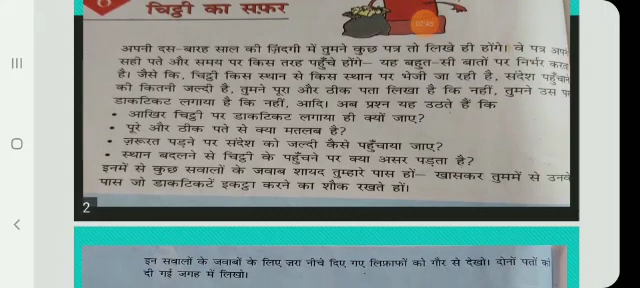 8
चिट्ठी का सफ़र
02:45
अपनी दस-बारह साल की ज़िंदगी में तुमने कुछ पत्र तो लिखे ही होंगे। वे पत्र
सही पते और समय पर किस तरह पहुँचे होंगे— यह बहुत-सी बातों पर निर्भर
है। जैसे कि, चिट्ठी किस स्थान से किस स्थान पर भेजी जा रही है, संदेश
की कितनी जल्दी है, तुमने पूरा और ठीक पता लिखा है कि नहीं, तुमने उस
डाकटिकट लगाया है कि नहीं, आदि। अब प्रश्न यह उठते हैं कि
• आखिर चिट्ठी पर डाकटिकट लगाया ही क्यों जाए?
• पूरे और ठीक पते से क्या मतलब है?
• ज़रूरत पड़ने पर संदेश को जल्दी कैसे पहुँचाया जाए?
• स्थान बदलने से चिट्ठी के पहुँचने पर क्या असर पड़ता है?
इनमें से कुछ सवालों के जवाब शायद तुम्हारे पास हों— खासकर तुममें से
पास जो डाकटिकटें इकट्ठा करने का शौक रखते हों।
2
इन सवालों के जवाबों के लिए ज़रा नीचे दिए गए लिफ़ाफों को गौर से देखो। दोनों पतों को
दी गई जगह में लिखो।